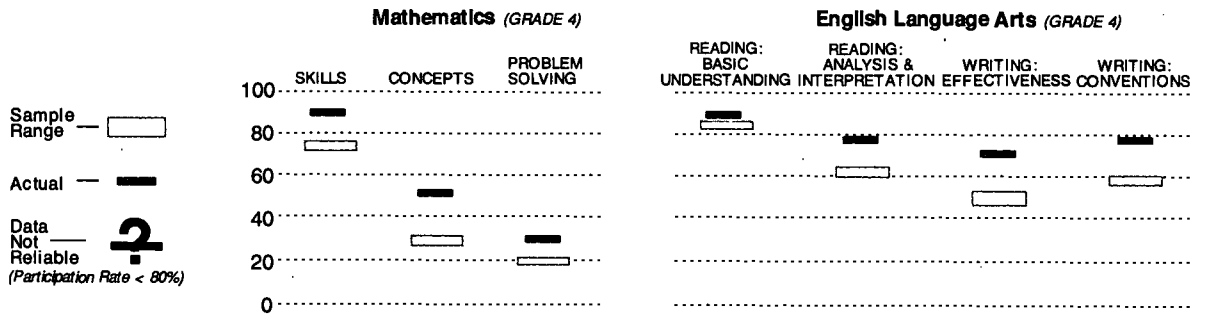 Mathematics (GRADE 4)
English Language Arts (GRADE 4)
SKILLS
CONCEPTS
PROBLEM
SOLVING
READING:
BASIC
UNDERSTANDING
READING:
ANALYSIS &
INTERPRETATION
WRITING:
EFFECTIVENESS
WRITING:
CONVENTIONS
100
80
60
40
20
0
Sample
Range
Actual
Data
Not
Reliable
?
(Participation Rate < 80%)